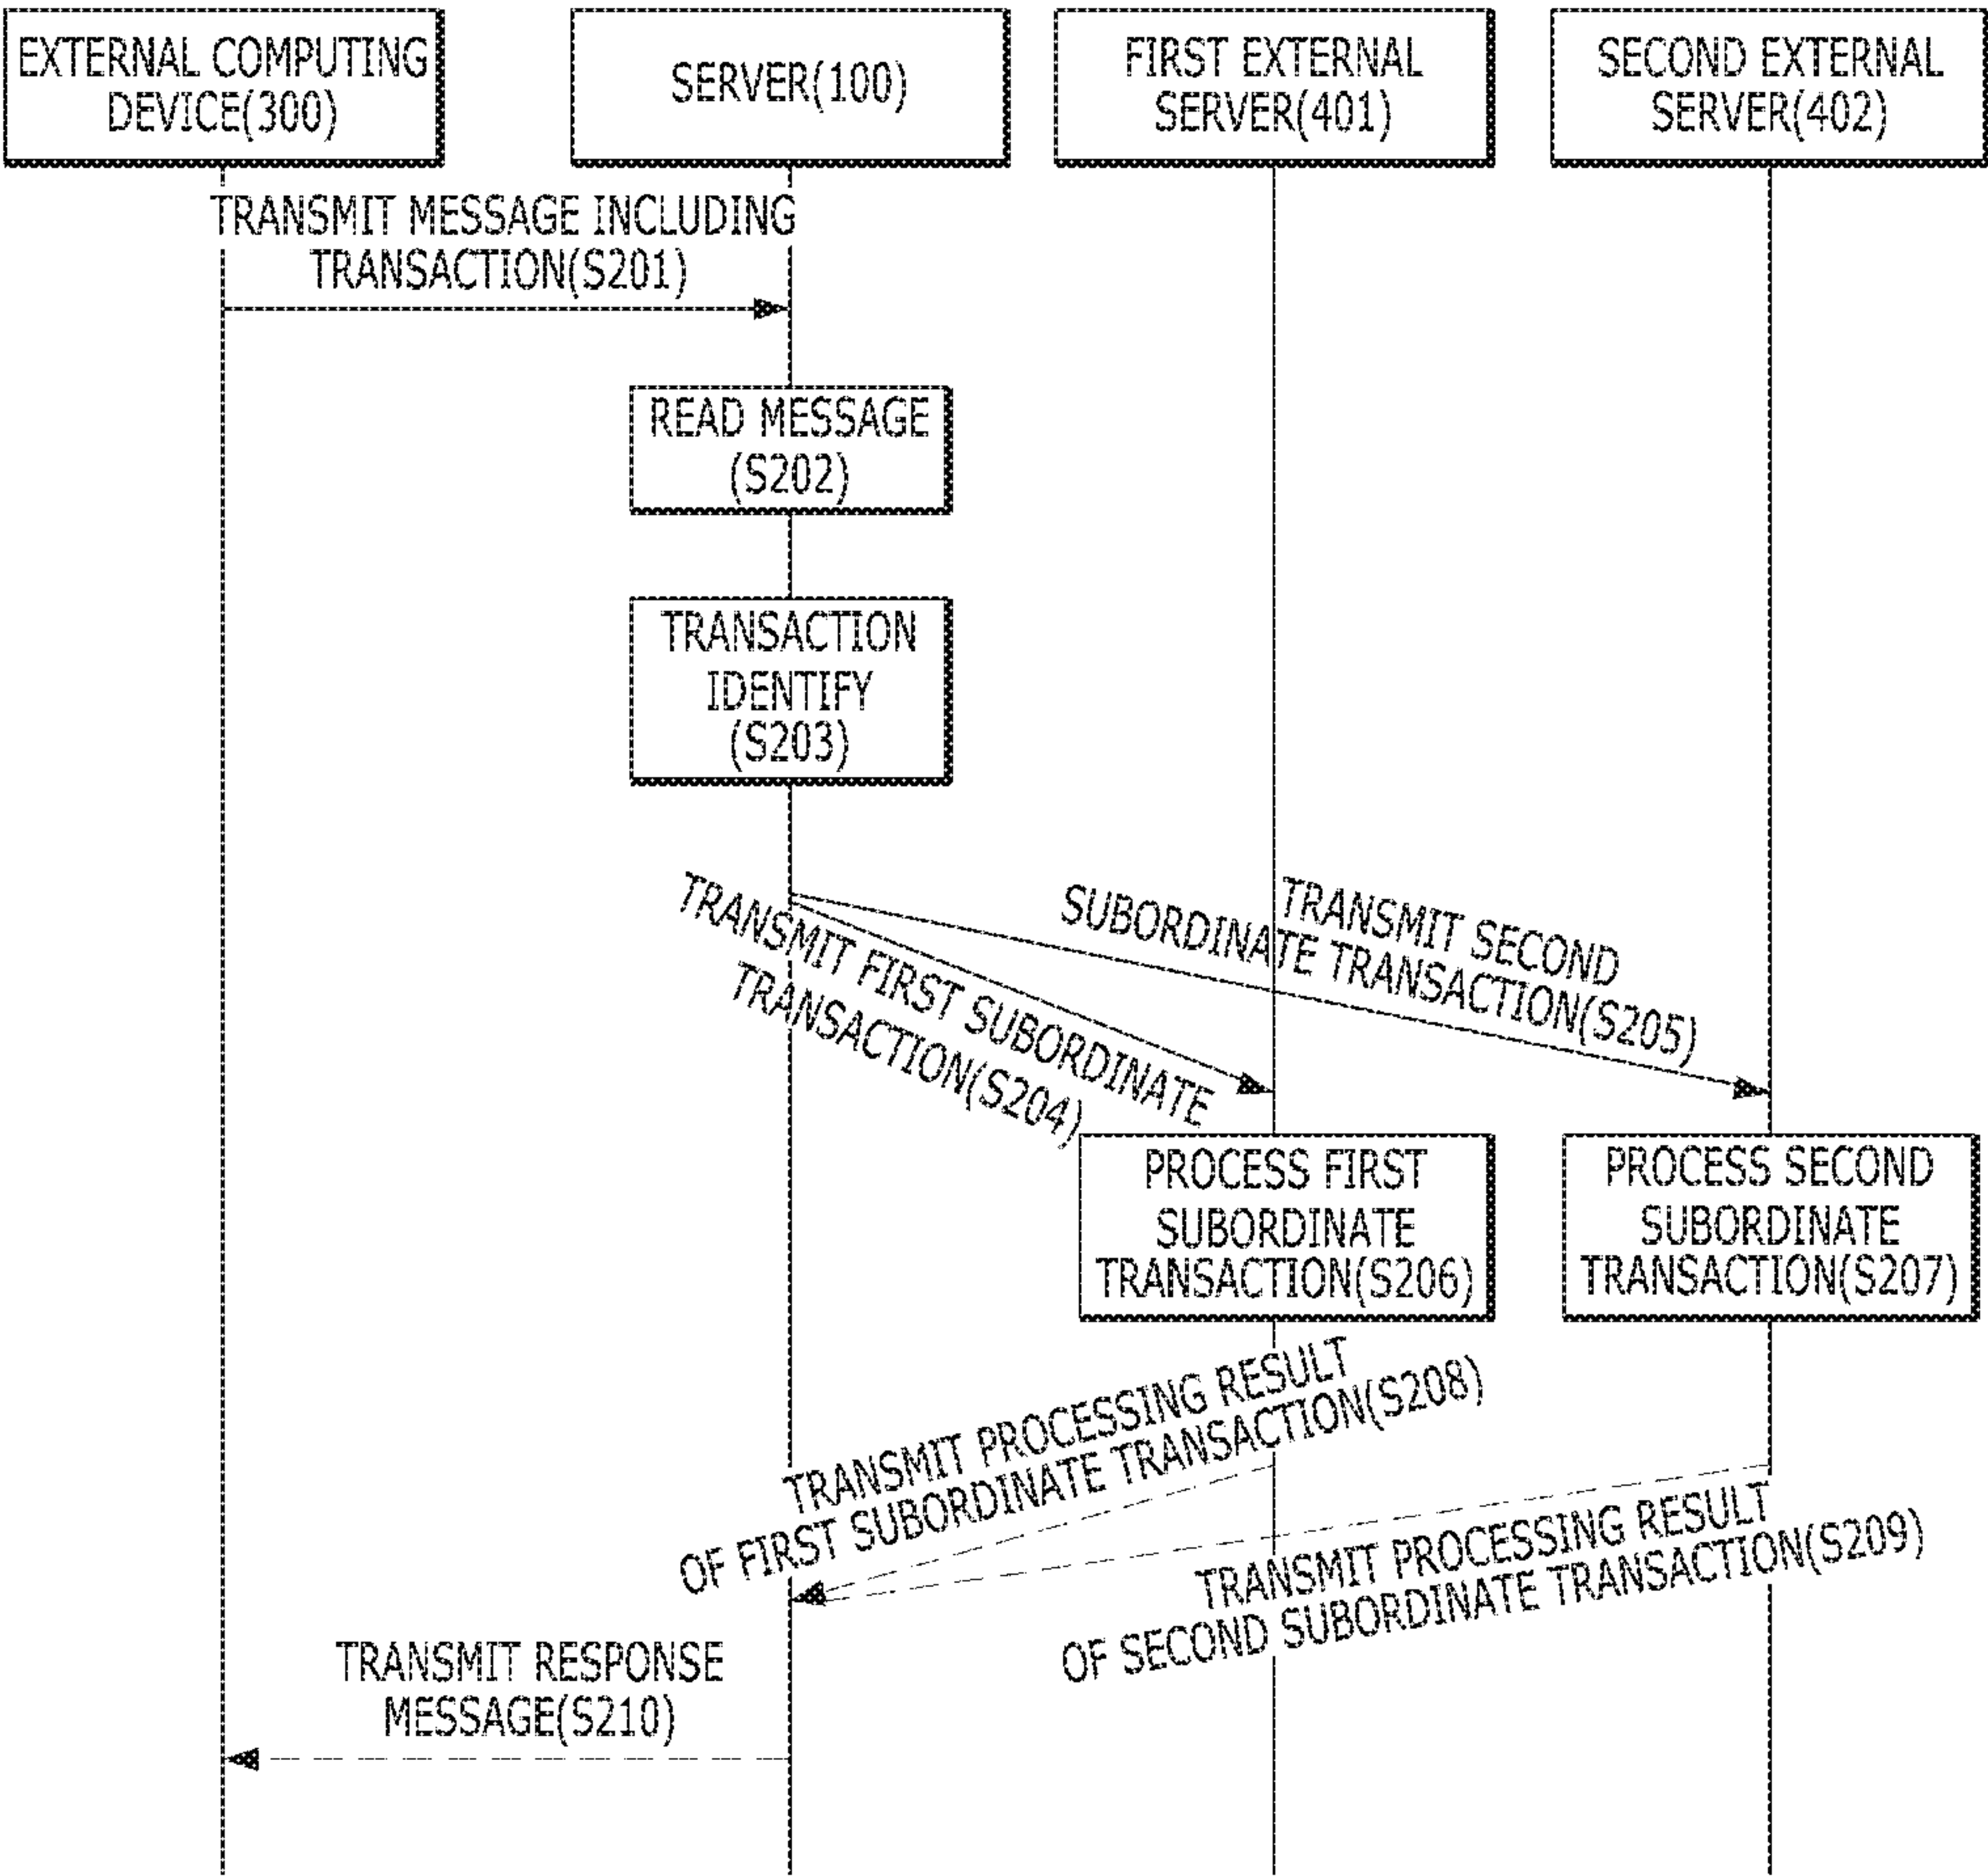 EXTERNAL COMPUTING
DEVICE(300)
SERVER(100)
FIRST EXTERNAL
SERVER(401)
SECOND EXTERNAL
SERVER(402)
TRANSMIT MESSAGE INCLUDING
TRANSACTION(S201)
READ MESSAGE
(S202)
TRANSACTION
IDENTIFY
(S203)
TRANSMIT FIRST SUBORDINATE
TRANSACTION(S204)
TRANSMIT SECOND
SUBORDINATE TRANSACTION(S205)
PROCESS FIRST
SUBORDINATE
TRANSACTION(S206)
PROCESS SECOND
SUBORDINATE
TRANSACTION(S207)
TRANSMIT PROCESSING RESULT
OF FIRST SUBORDINATE TRANSACTION(S208)
TRANSMIT PROCESSING RESULT
OF SECOND SUBORDINATE TRANSACTION(S209)
TRANSMIT RESPONSE
MESSAGE(S210)